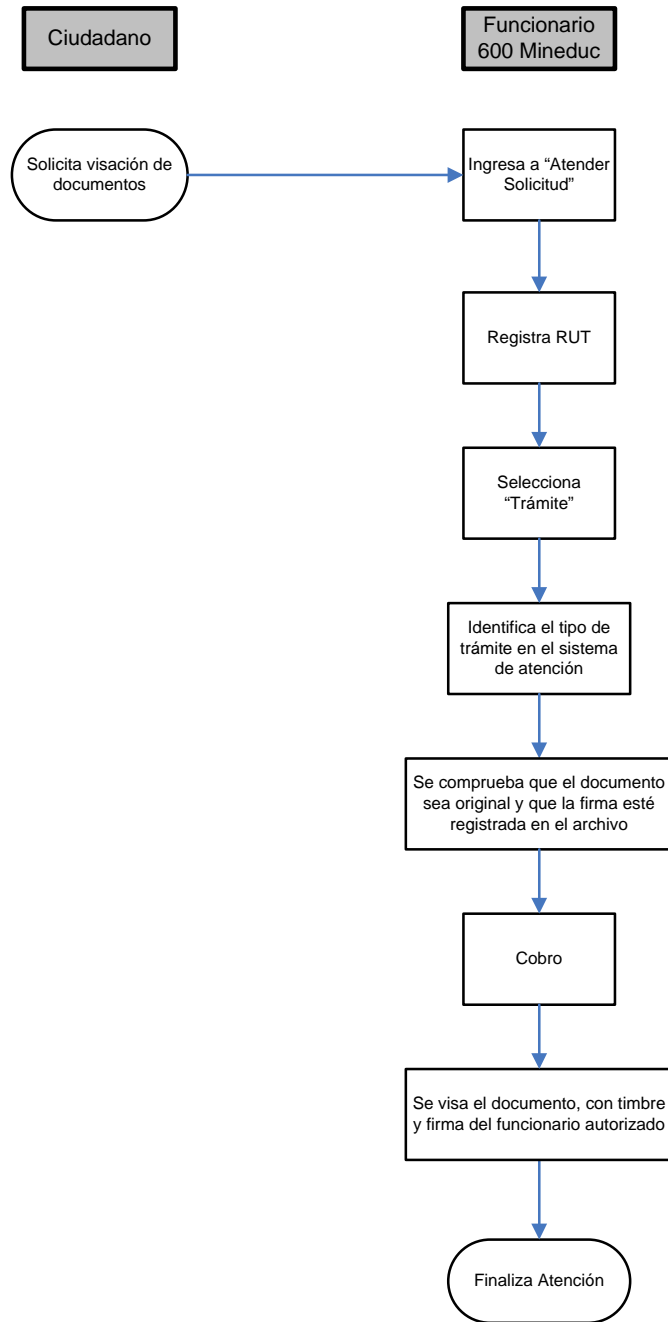 Ciudadano
Funcionario
600 Mineduc
Solicita visación de
documentos
Ingresa a “Atender
Solicitud”
Registra RUT
Selecciona
“Trámite”
Identifica el tipo de
trámite en el sistema
de atención
Se comprueba que el documento
sea original y que la firma esté
registrada en el archivo
Cobro
Se visa el documento, con timbre
y firma del funcionario autorizado
Finaliza Atención